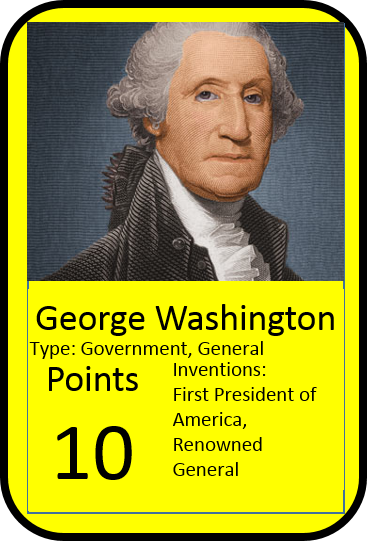 George Washington
Type: Government, General
Points
10
Inventions:
First President of
America,
Renowned
General